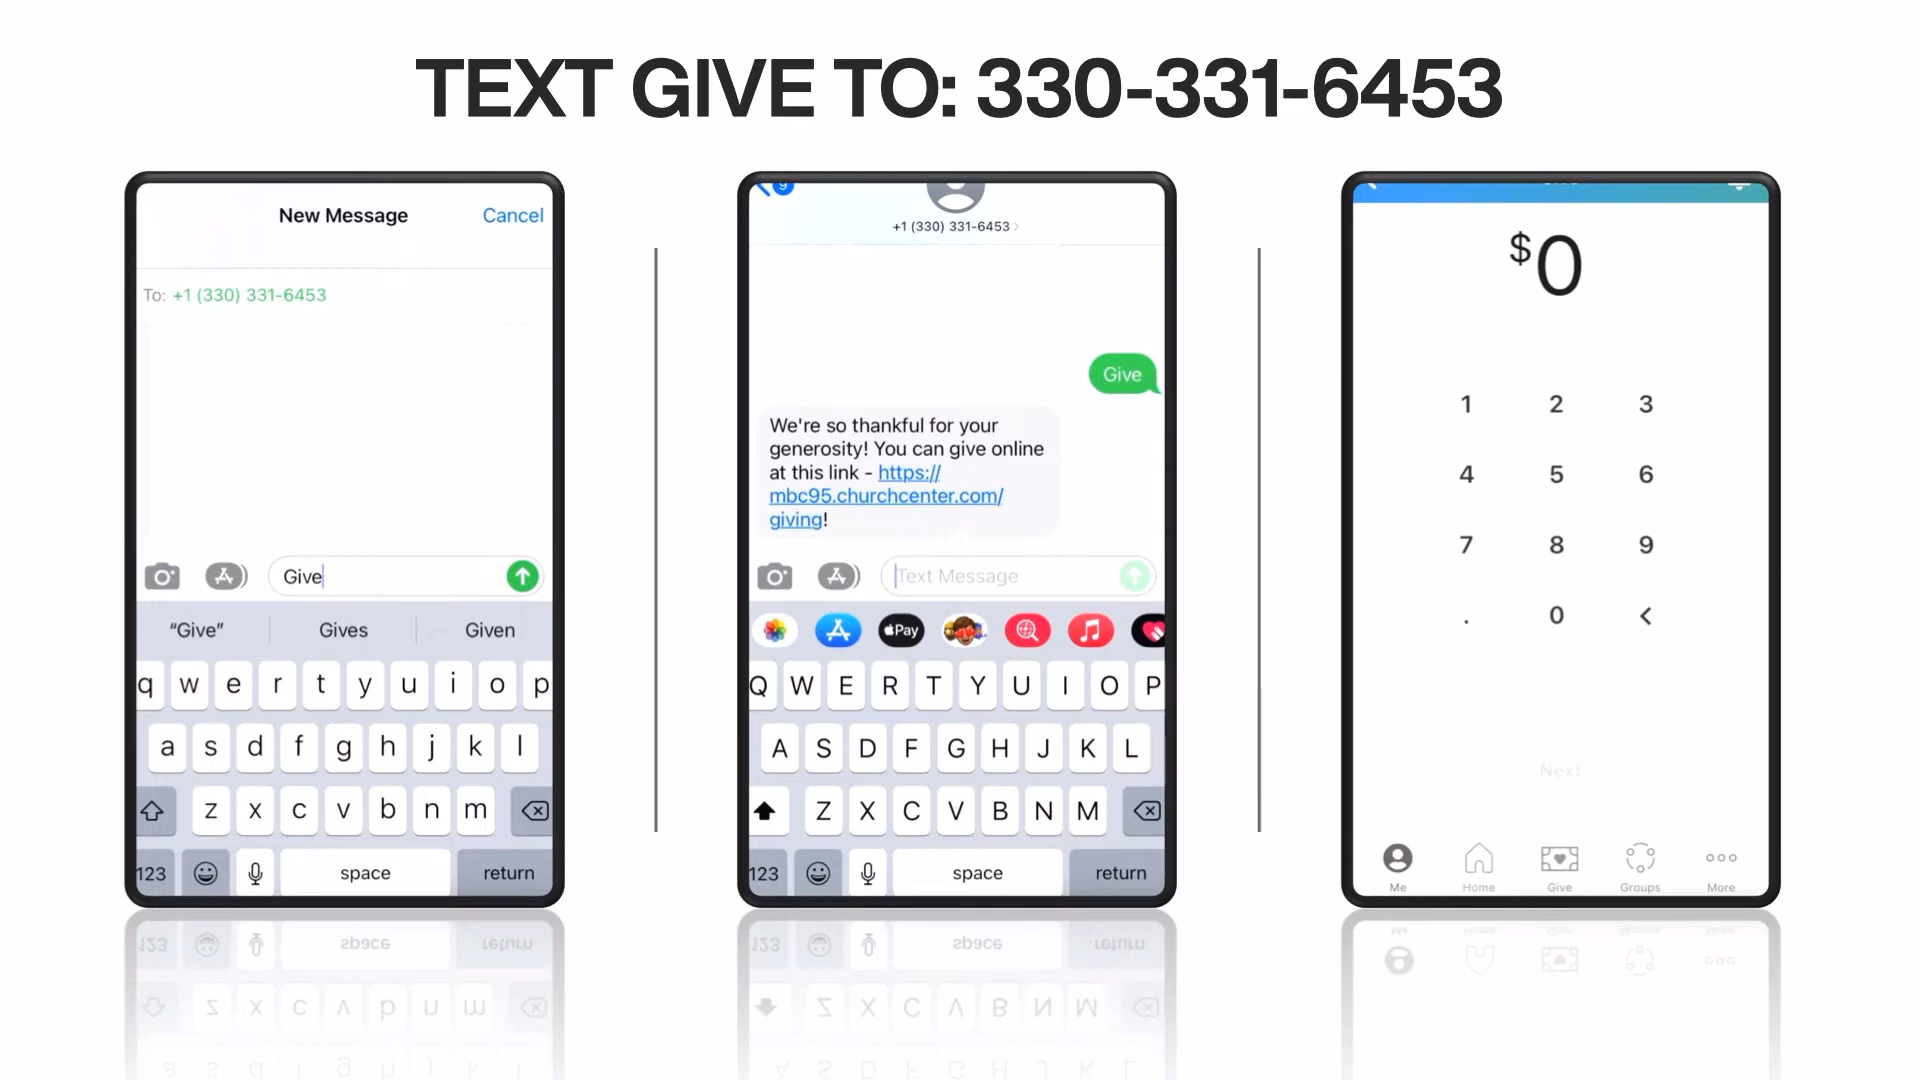 TEXT GIVE TO: 330-331-6453
New Message
Cancel
To: +1 (330) 331-6453
Give
“Give”
Gives
Given
q w e r t y u i o p
a s d f g h j k l
z x c v b n m
123
space
return
9
+1 (330) 331-6453
Give
We're so thankful for your
generosity! You can give online
at this link - https://
mbc95.churchcenter.com/
giving!
Text Message
Pay
Q W E R T Y U I O P
A S D F G H J K L
Z X C V B N M
123
space
return
$0
1 2 3
4 5 6
7 8 9
. 0 <
Next
Me
Home
Give
Groups
More